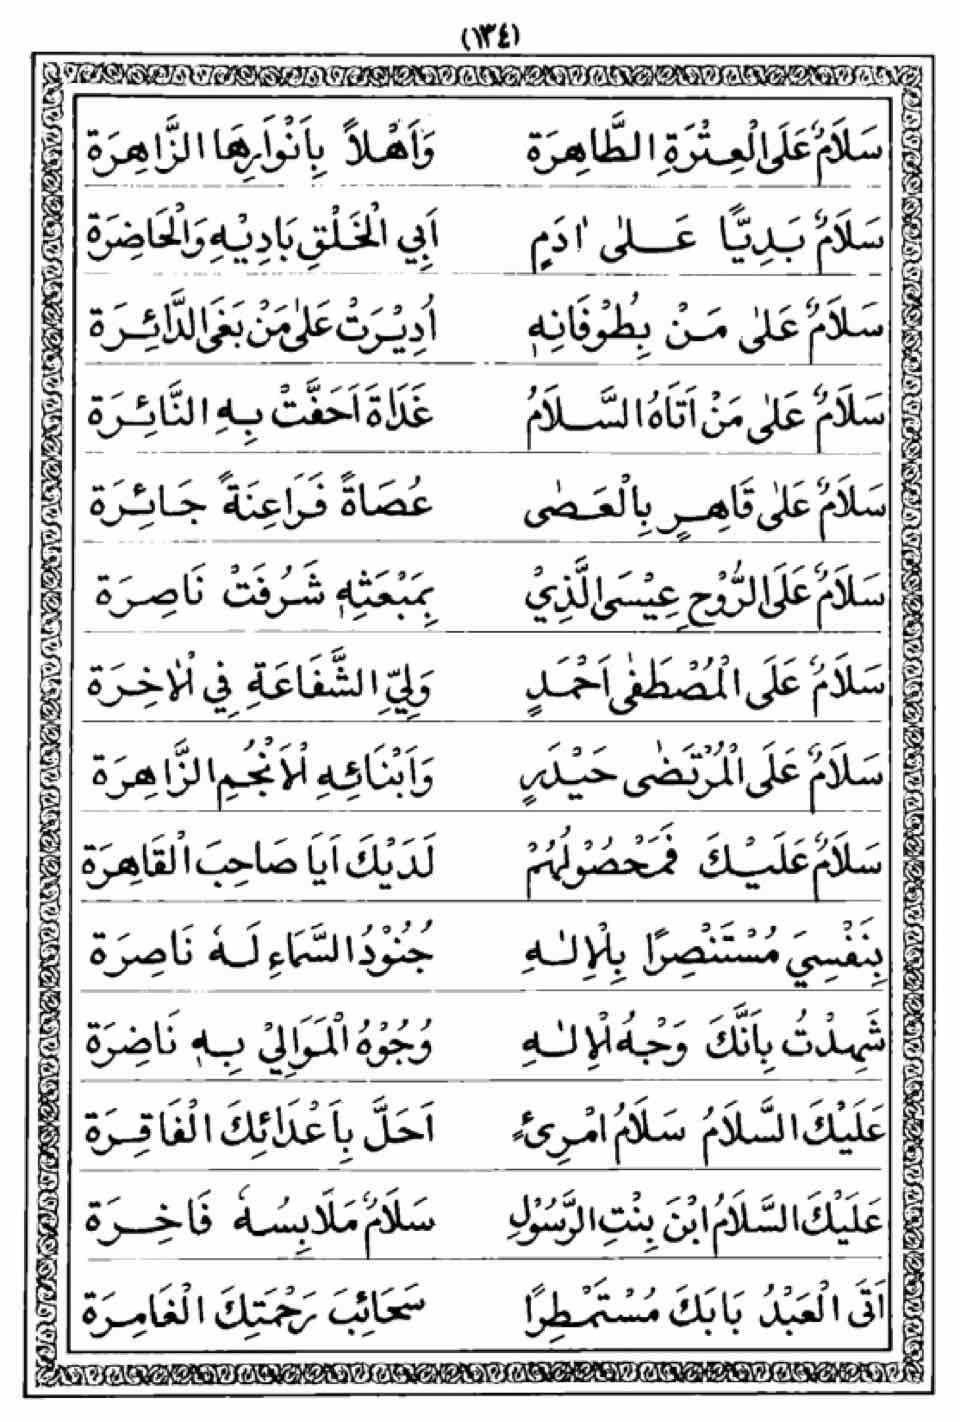 (١٣٤)
سَلَامٌ عَلَى الْعِتْرَةِ الطَّاهِرَة وَاَهْلاً بِاَنْوَارِهَا الزَّاهِرَة
سَلَامٌ بَدِيًّا عَلٰى اٰدَمٍ اَبِي الْخَلْقِ بَادِيْهِ وَالْحَاضِرَة
سَلَامٌ عَلٰى مَنْ بِطُوْفَانِهٖ اُدِيْرَتْ عَلٰى مَنْ بَغَى الدَّائِرَة
سَلَامٌ عَلٰى مَنْ اَتَاهُ السَّلَامُ غَدَاةَ اَحَفَّتْ بِهِ النَّائِرَة
سَلَامٌ عَلٰى قَاهِرٍ بِالْعَصٰى عُصَاةً فَرَاعِنَةً جَائِرَة
سَلَامٌ عَلَى الرُّوْحِ عِيْسَى الَّذِيْ بِمَبْعَثِهٖ شَرُفَتْ نَاصِرَة
سَلَامٌ عَلَى الْمُصْطَفٰى اَحْمَدٍ وَلِيِّ الشَّفَاعَةِ فِي الْاٰخِرَة
سَلَامٌ عَلَى الْمُرْتَضٰى حَيْدَرٍ وَاَبْنَائِهِ الْاَنْجُمِ الزَّاهِرَة
سَلَامٌ عَلَيْكَ فَمَحْصُوْلُهُمْ لَدَيْكَ اَيَا صَاحِبَ الْقَاهِرَة
بِنَفْسِيَ مُسْتَنْصِرًا بِالْاِلٰهِ جُنُوْدُ السَّمَاءِ لَهٗ نَاصِرَة
شَهِدْتُ بِاَنَّكَ وَجْهُ الْاِلٰهِ وُجُوْهُ الْمَوَالِيْ بِهٖ نَاضِرَة
عَلَيْكَ السَّلَامُ سَلَامُ امْرِئٍ اَحَلَّ بِاَعْدَائِكَ الْفَاقِرَة
عَلَيْكَ السَّلَامُ ابْنَ بِنْتِ الرَّسُوْلِ سَلَامٌ مَلَابِسُهٗ فَاخِرَة
اَتَى الْعَبْدُ بَابَكَ مُسْتَمْطِرًا سَحَائِبَ رَحْمَتِكَ الْغَامِرَة